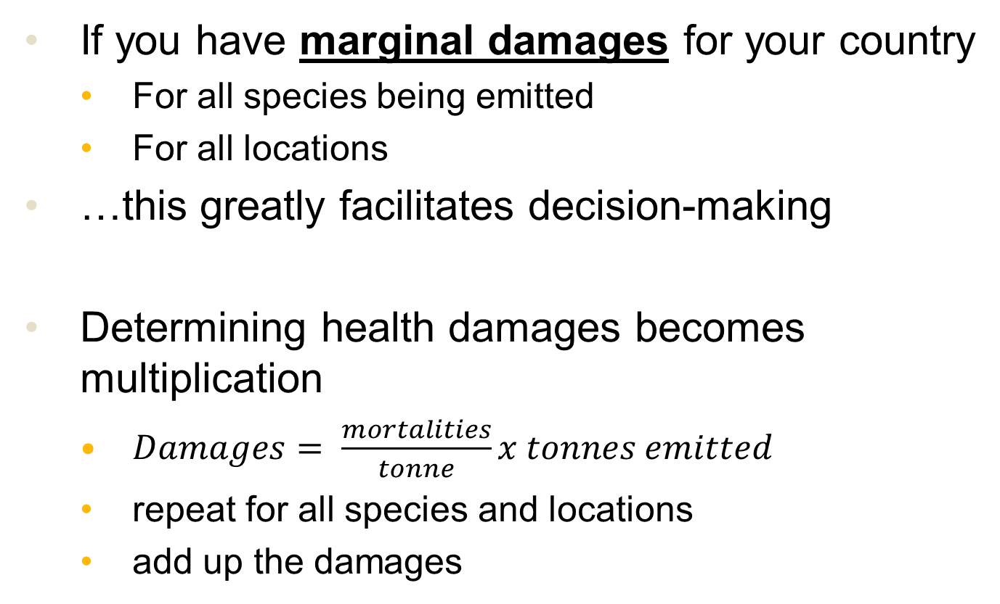 • If you have marginal damages for your country
• For all species being emitted
• For all locations
• …this greatly facilitates decision-making
• Determining health damages becomes
multiplication
• Damages = mortalities/tonne x tonnes emitted
• repeat for all species and locations
• add up the damages